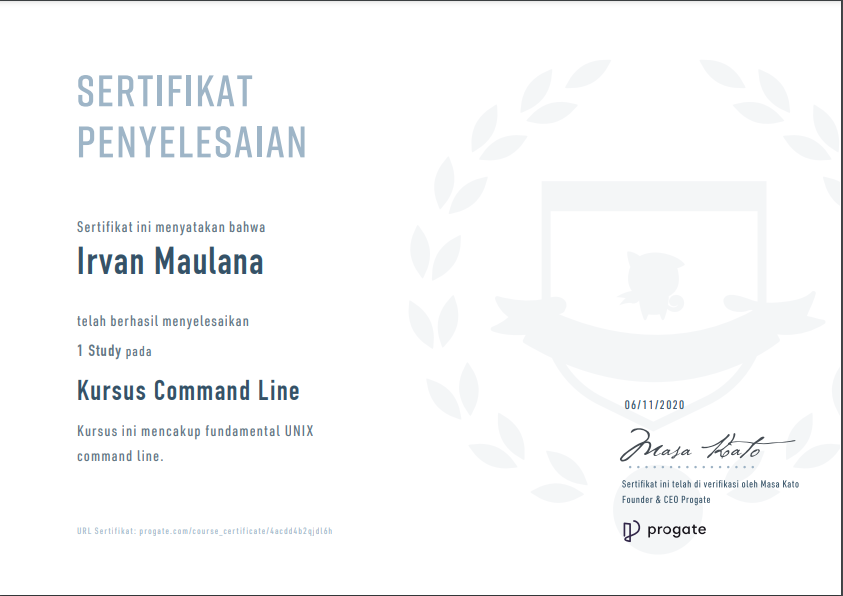 SERTIFIKAT
PENYELESAIAN
Sertifikat ini menyatakan bahwa
Irvan Maulana
telah berhasil menyelesaikan
1 Study pada
Kursus Command Line
Kursus ini mencakup fundamental UNIX
command line.
06/11/2020
Masa Kato
Sertifikat ini telah di verifikasi oleh Masa Kato
Founder & CEO Progate
progate
URL Sertifikat: progate.com/course_certificate/4acdd4b2qjdl6h